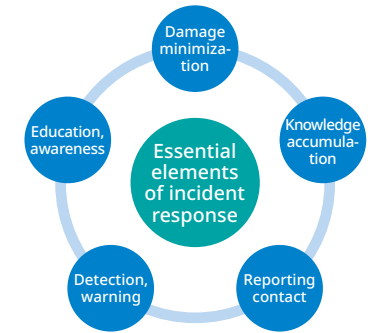 Damage
minimiza-
tion
Knowledge
accumula-
tion
Reporting
contact
Detection,
warning
Education,
awareness
Essential
elements
of incident
response